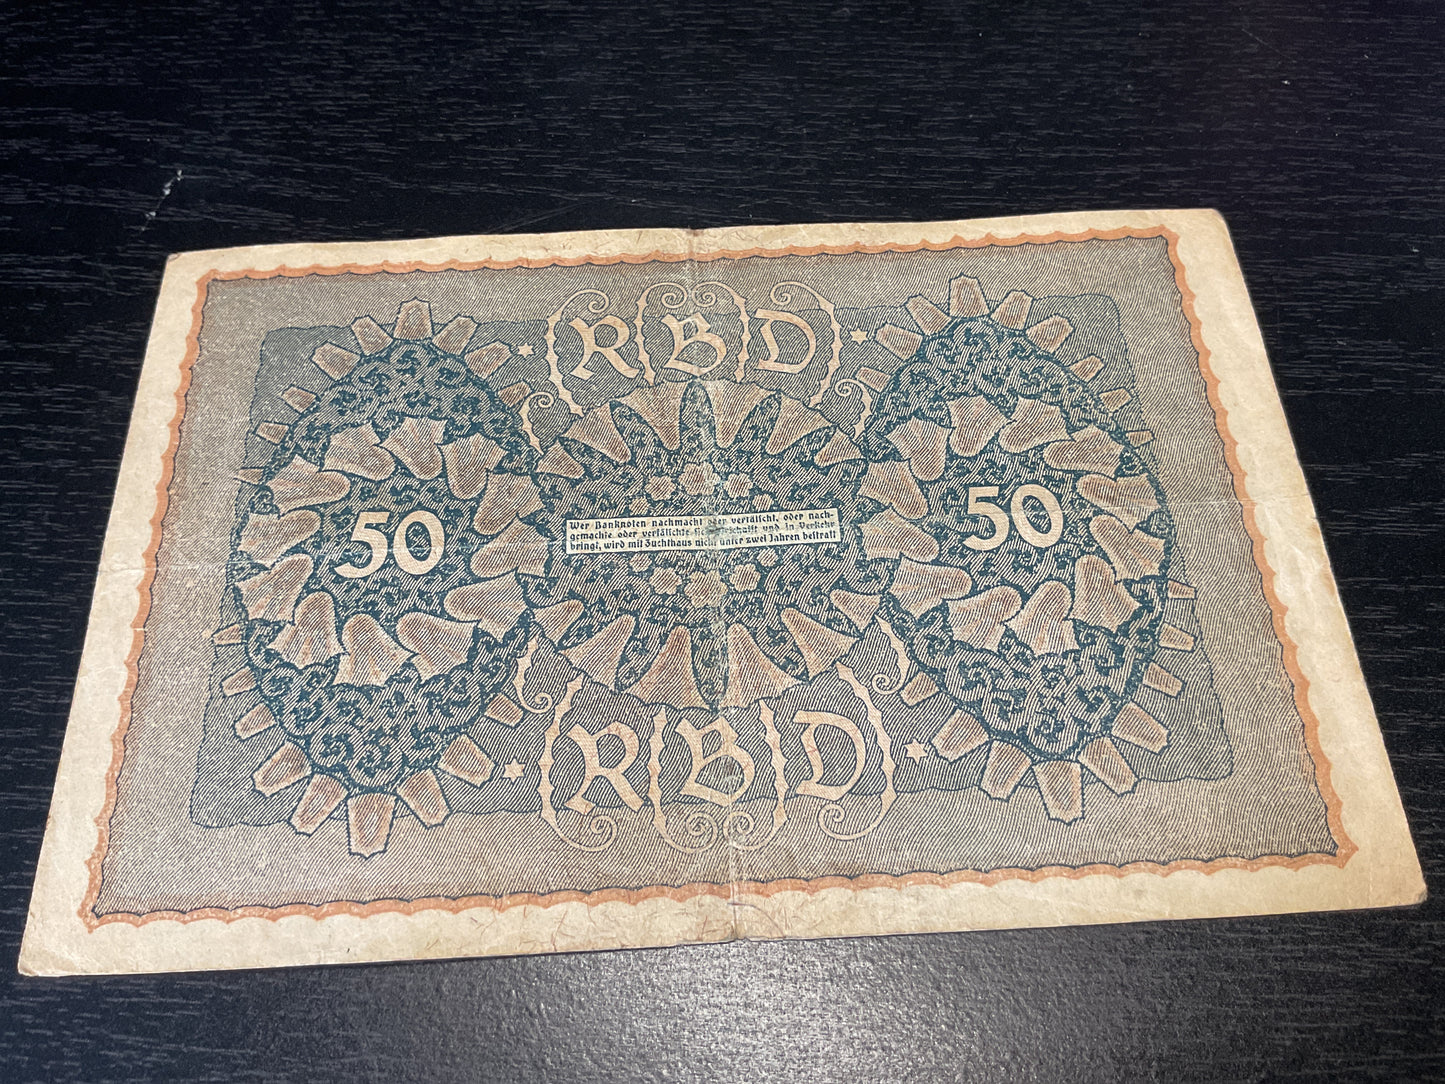 RBD
50
50
Wer Banknoten nachmacht oder verfälscht, oder nach-
gemachte oder verfälschte sich verschafft und in Verkehr
bringt, wird mit Zuchthaus nicht unter zwei Jahren bestraft
RBD